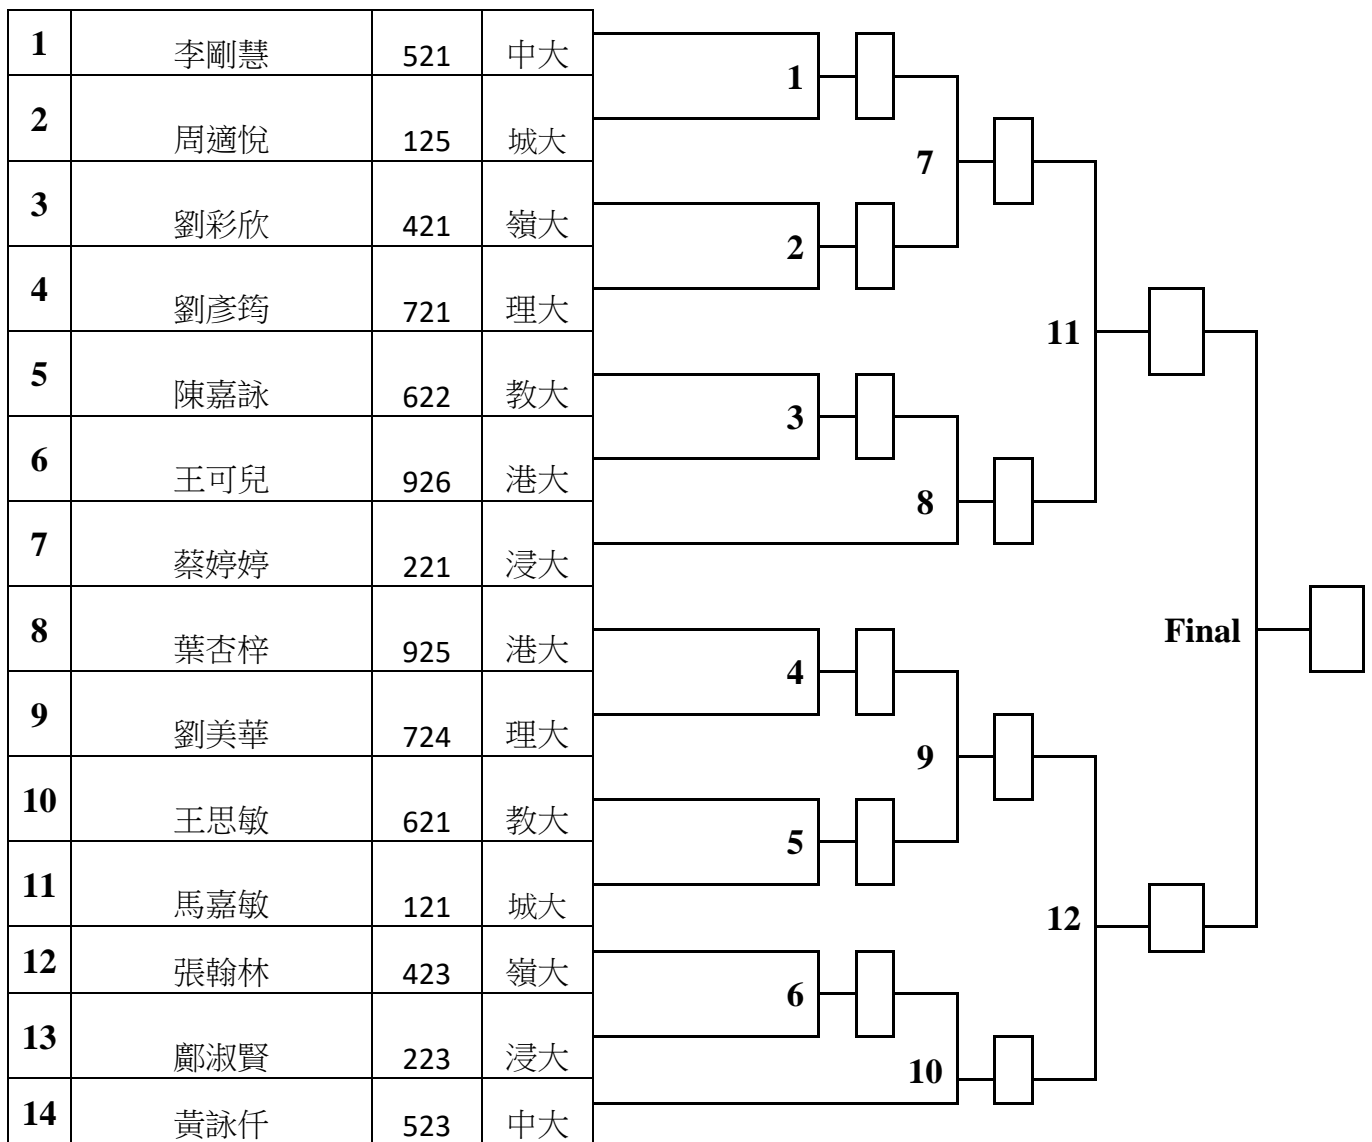 1 李剛慧 521 中大
1
2 周適悅 125 城大
7
3 劉彩欣 421 嶺大
2
4 劉彥筠 721 理大
11
5 陳嘉詠 622 教大
3
6 王可兒 926 港大
8
7 蔡婷婷 221 浸大
8 葉杏梓 925 港大
Final
4
9 劉美華 724 理大
9
10 王思敏 621 教大
5
11 馬嘉敏 121 城大
12
12 張翰林 423 嶺大
6
13 鄺淑賢 223 浸大
10
14 黃詠仟 523 中大